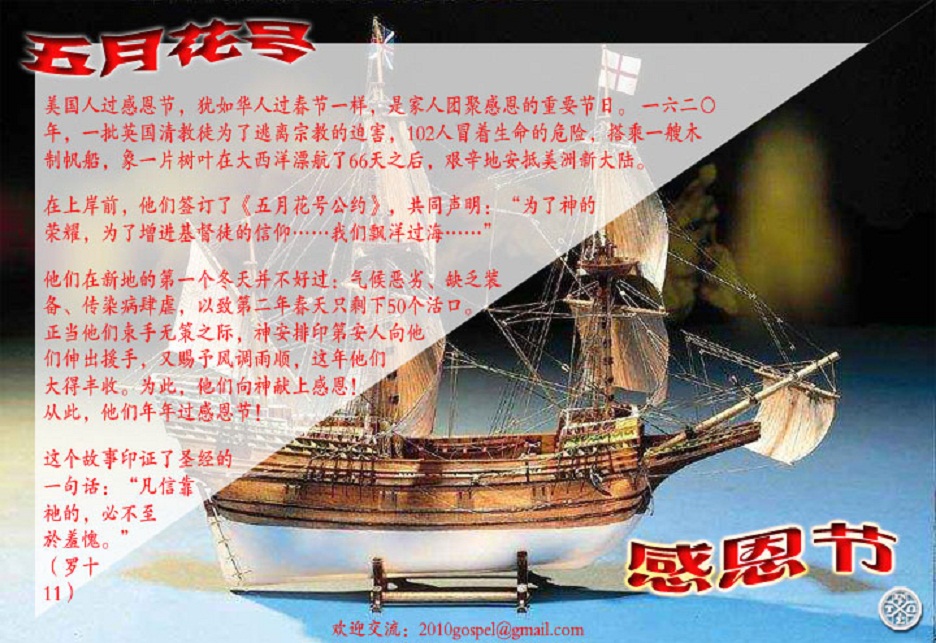 五月花号
美国人过感恩节，犹如华人过春节一样，是家人团聚感恩的重要节日。一六二〇
年，一批英国清教徒为了逃离宗教的迫害，102人冒着生命的危险，搭乘一艘木
制帆船，象一片树叶在大西洋漂航了66天之后，艰辛地安抵美洲新大陆。
在上岸前，他们签订了《五月花号公约》，共同声明：“为了神的
荣耀，为了增进基督徒的信仰……我们飘洋过海……”
他们在新地的第一个冬天并不好过：气候恶劣、缺乏装
备、传染病肆虐，以致第二年春天只剩下50个活口。
正当他们束手无策之际，神安排印第安人向他
们伸出援手，又赐予风调雨顺，这年他们
大得丰收。为此，他们向神献上感恩！
从此，他们年年过感恩节！
这个故事印证了圣经的
一句话：“凡信靠
祂的，必不至
於羞愧。”
（罗十
11）
感恩节
欢迎交流：2010gospel@gmail.com